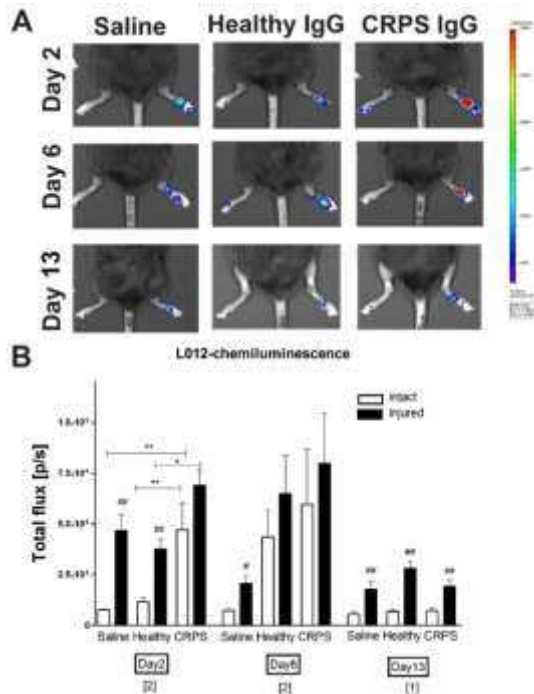 A
Saline Healthy IgG CRPS IgG
Day 2
Day 6
Day 13
L012-chemiluminescence
B
Intact
Injured
Total flux [p/s]
** * **
## ## # ## ## ##
0
Saline Healthy CRPS Saline Healthy CRPS Saline Healthy CRPS
Day2 Day6 Day13
[2] [2] [1]